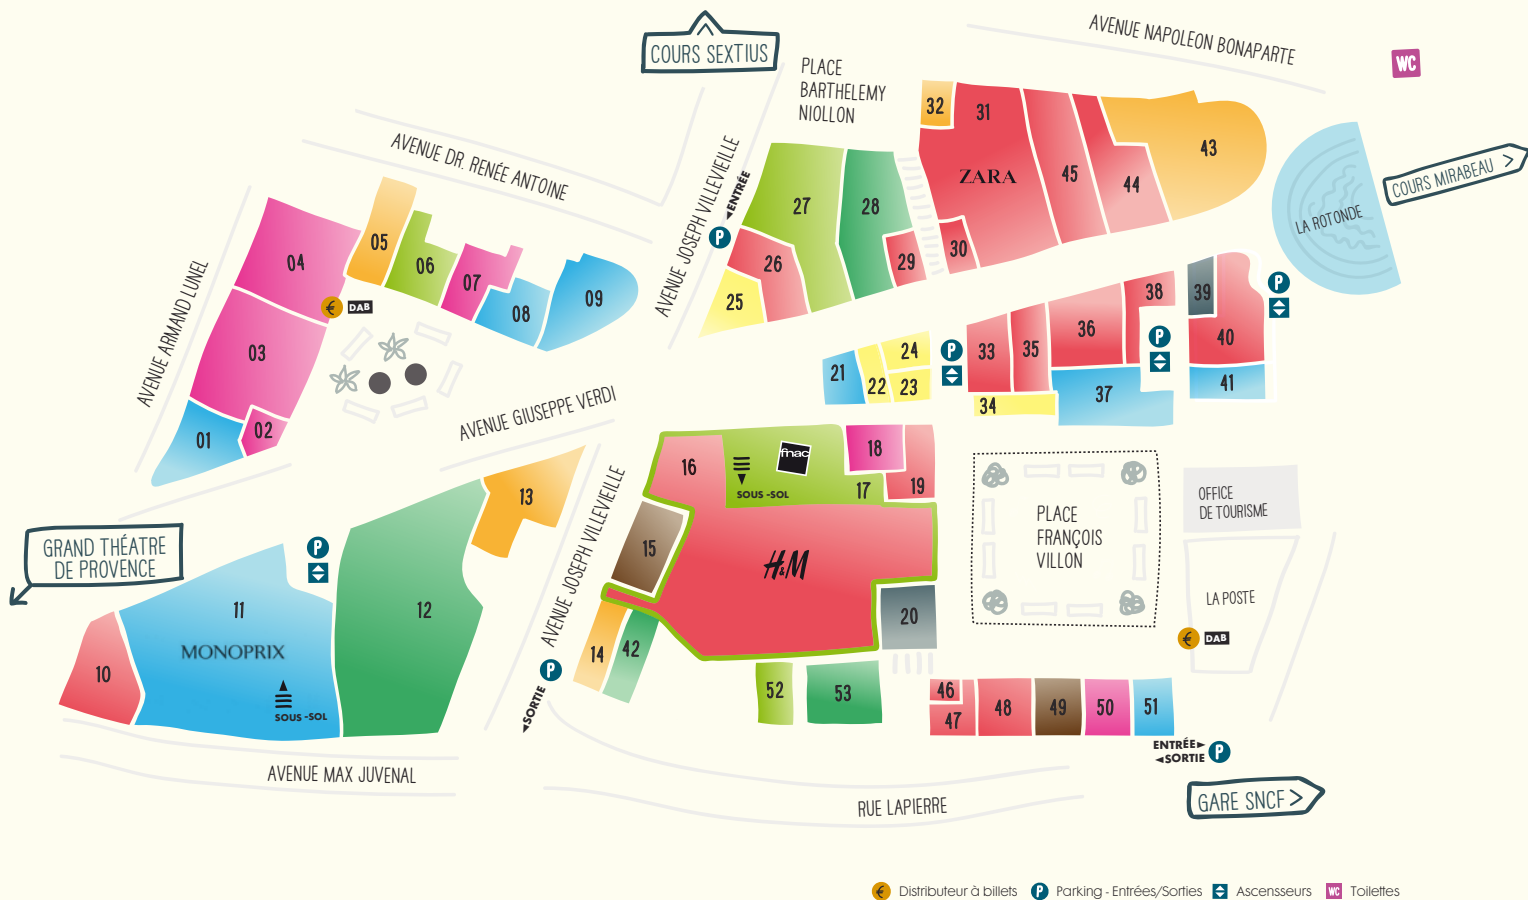 COURS SEXTIUS
AVENUE NAPOLEON BONAPARTE
WC
PLACE
BARTHELEMY
NIOLLON
AVENUE DR. RENÉE ANTOINE
AVENUE JOSEPH VILLEVIEILLE
◄ENTRÉE
P
32
31
ZARA
45
44
43
COURS MIRABEAU >
LA ROTONDE
27
28
26
25
29
30
AVENUE ARMAND LUNEL
04
05
06
07
08
09
€ DAB
03
02
01
24
21
22
23
P
33
35
36
38
P
34
37
39
40
41
P
AVENUE GIUSEPPE VERDI
16
fnac
SOUS -SOL
17
18
19
15
H&M
20
13
AVENUE JOSEPH VILLEVIEILLE
14
42
P
◄SORTIE
GRAND THÉATRE
DE PROVENCE
P
10
11
MONOPRIX
SOUS -SOL
12
PLACE
FRANÇOIS
VILLON
OFFICE
DE TOURISME
LA POSTE
€ DAB
52
53
46
47
48
49
50
51
ENTRÉE►
◄SORTIE
P
AVENUE MAX JUVENAL
RUE LAPIERRE
GARE SNCF >
€ Distributeur à billets P Parking - Entrées/Sorties Ascensseurs WC Toilettes